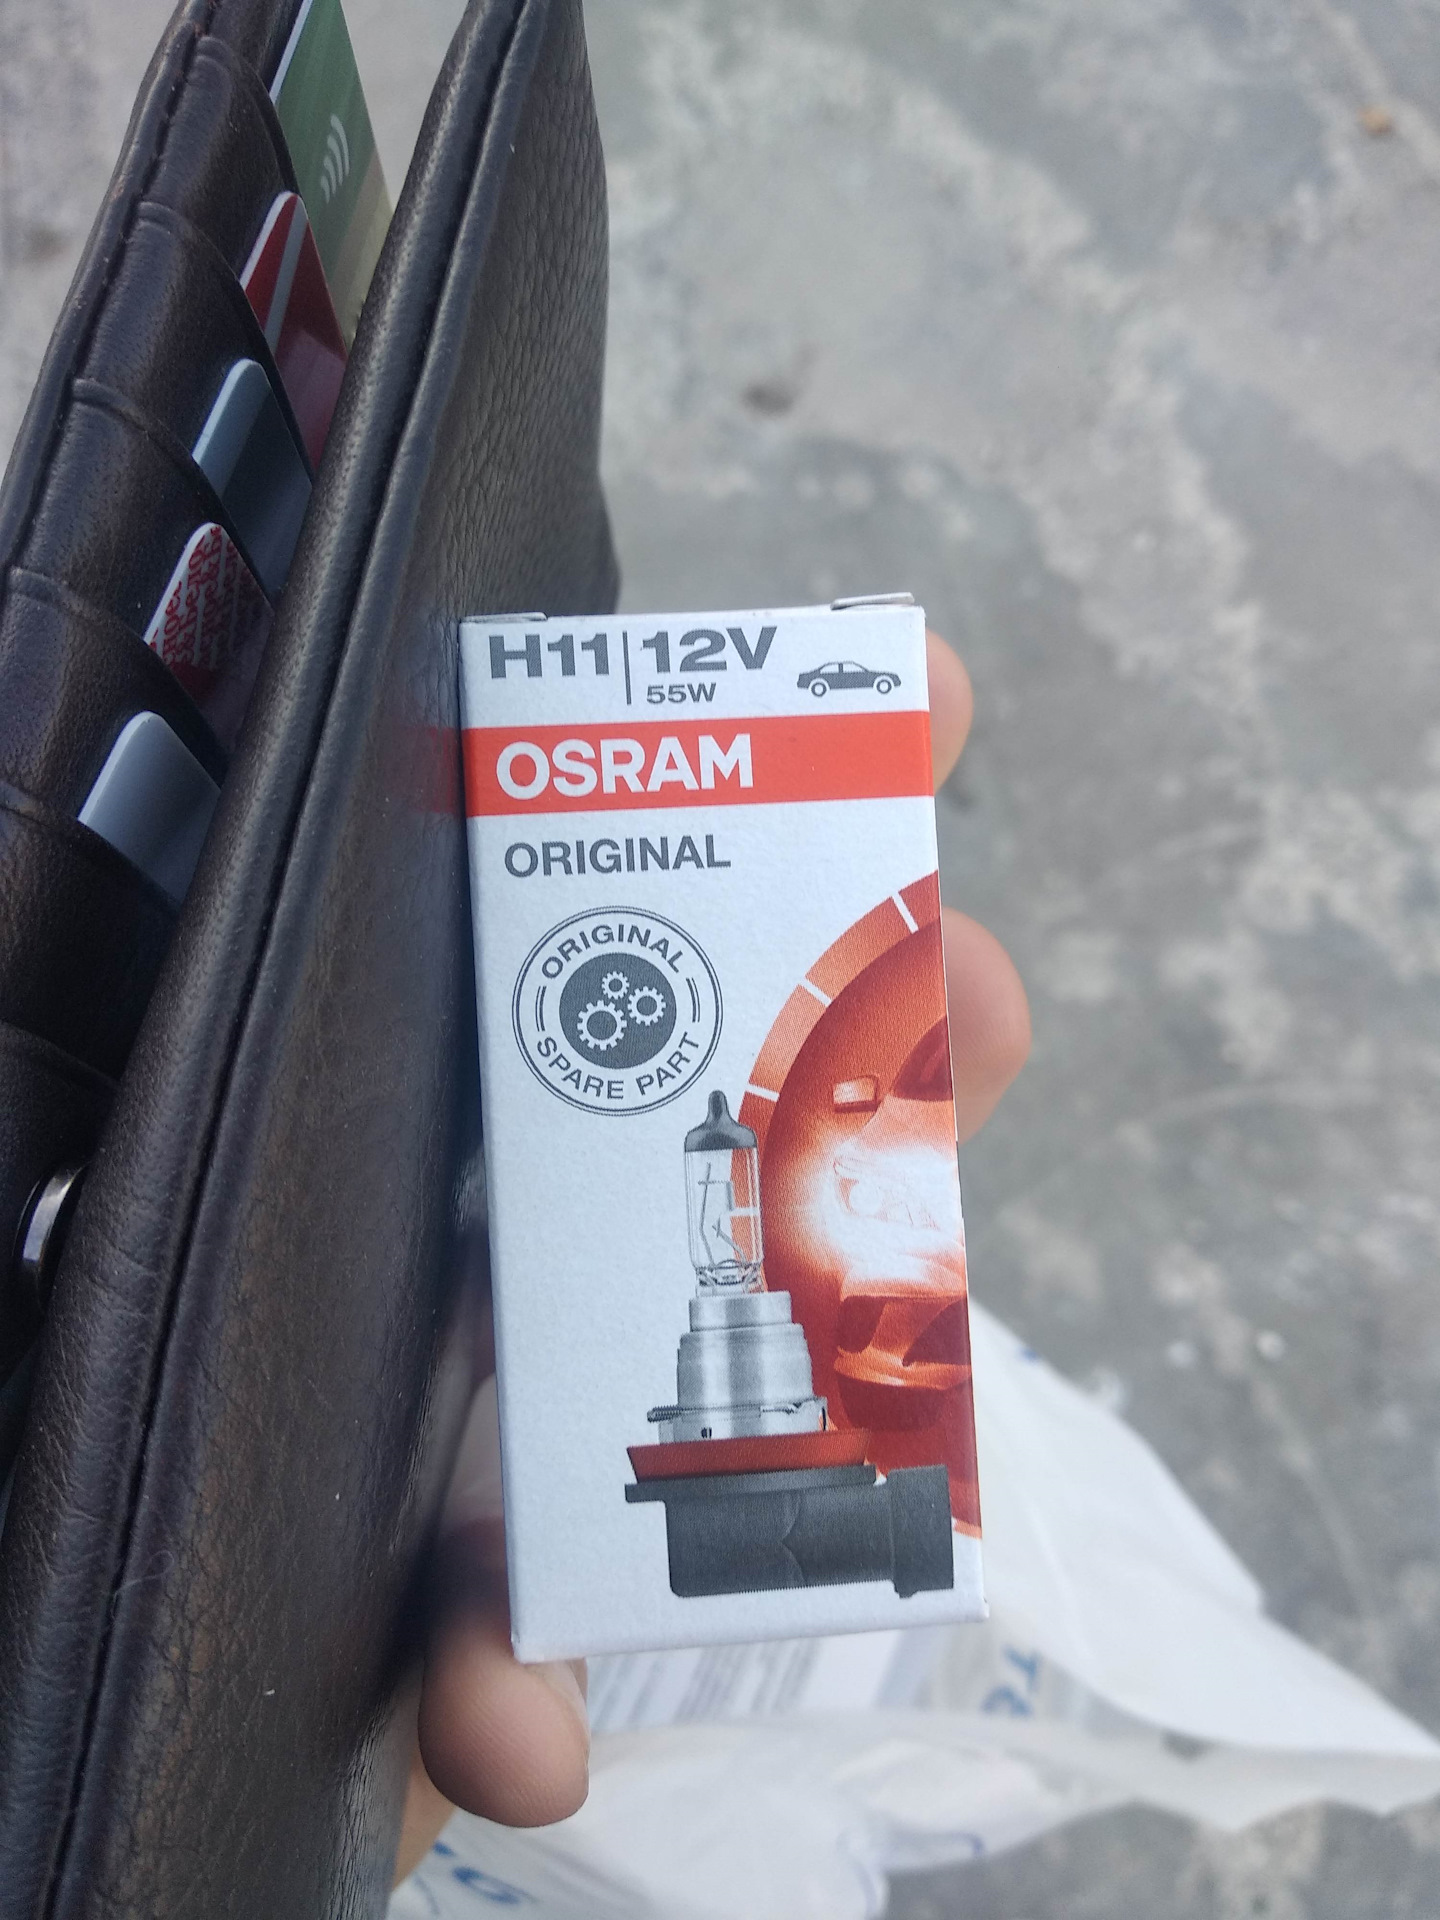 H11 12V
55W
OSRAM
ORIGINAL
ORIGINAL
SPARE PART